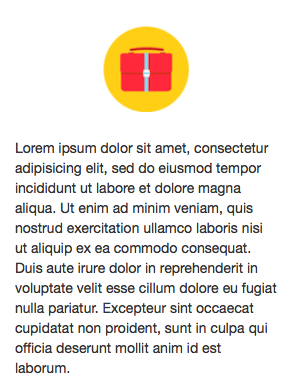 Lorem ipsum dolor sit amet, consectetur
adipisicing elit, sed do eiusmod tempor
incididunt ut labore et dolore magna
aliqua. Ut enim ad minim veniam, quis
nostrud exercitation ullamco laboris nisi
ut aliquip ex ea commodo consequat.
Duis aute irure dolor in reprehenderit in
voluptate velit esse cillum dolore eu fugiat
nulla pariatur. Excepteur sint occaecat
cupidatat non proident, sunt in culpa qui
officia deserunt mollit anim id est
laborum.